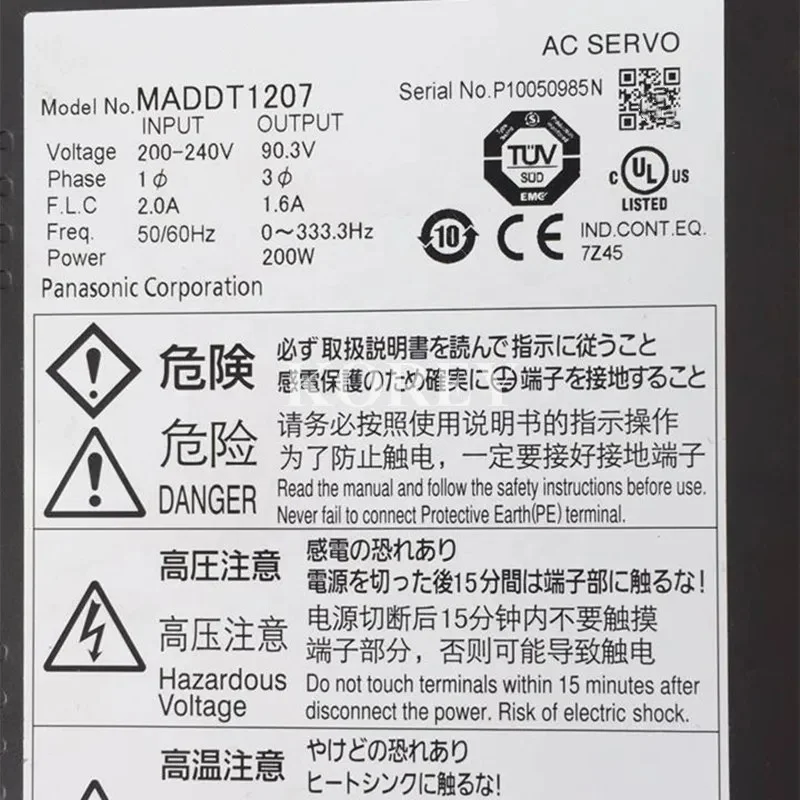 AC SERVO
Model No. MADDT1207
Serial No.P10050985N
INPUT OUTPUT
Voltage 200-240V 90.3V
Phase 1ϕ 3ϕ
F.L.C 2.0A 1.6A
Freq. 50/60Hz 0～333.3Hz
Power 200W
Panasonic Corporation
TÜV
SÜD
EMC
C UL US
LISTED
10
CE
IND.CONT.EQ.
7Z45
危険
必ず取扱説明書を読んで指示に従うこと
感電保護のため確実に⏚端子を接地すること
KOREY
危险
请务必按照使用说明书的指示操作
为了防止触电，一定要接好接地端子
DANGER
Read the manual and follow the safety instructions before use.
Never fail to connect Protective Earth(PE) terminal.
高圧注意
感電の恐れあり
電源を切った後15分間は端子部に触るな!
高压注意
电源切断后15分钟内不要触摸
端子部分，否则可能导致触电
Hazardous
Voltage
Do not touch terminals within 15 minutes after
disconnect the power. Risk of electric shock.
高温注意
やけどの恐れあり
ヒートシンクに触るな!